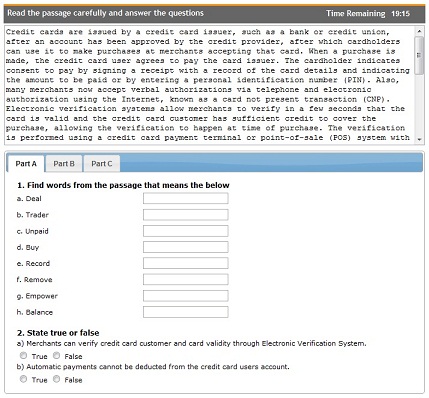 Read the passage carefully and answer the questions
Time Remaining 19:15
Credit cards are issued by a credit card issuer, such as a bank or credit union,
after an account has been approved by the credit provider, after which cardholders
can use it to make purchases at merchants accepting that card. When a purchase is
made, the credit card user agrees to pay the card issuer. The cardholder indicates
consent to pay by signing a receipt with a record of the card details and indicating
the amount to be paid or by entering a personal identification number (PIN). Also,
many merchants now accept verbal authorizations via telephone and electronic
authorization using the Internet, known as a card not present transaction (CNP).
Electronic verification systems allow merchants to verify in a few seconds that the
card is valid and the credit card customer has sufficient credit to cover the
purchase, allowing the verification to happen at time of purchase. The verification
is performed using a credit card payment terminal or point-of-sale (POS) system with
Part A
Part B
Part C
1. Find words from the passage that means the below
a. Deal
b. Trader
c. Unpaid
d. Buy
e. Record
f. Remove
g. Empower
h. Balance
2. State true or false
a) Merchants can verify credit card customer and card validity through Electronic Verification System.
True False
b) Automatic payments cannot be deducted from the credit card users account.
True False